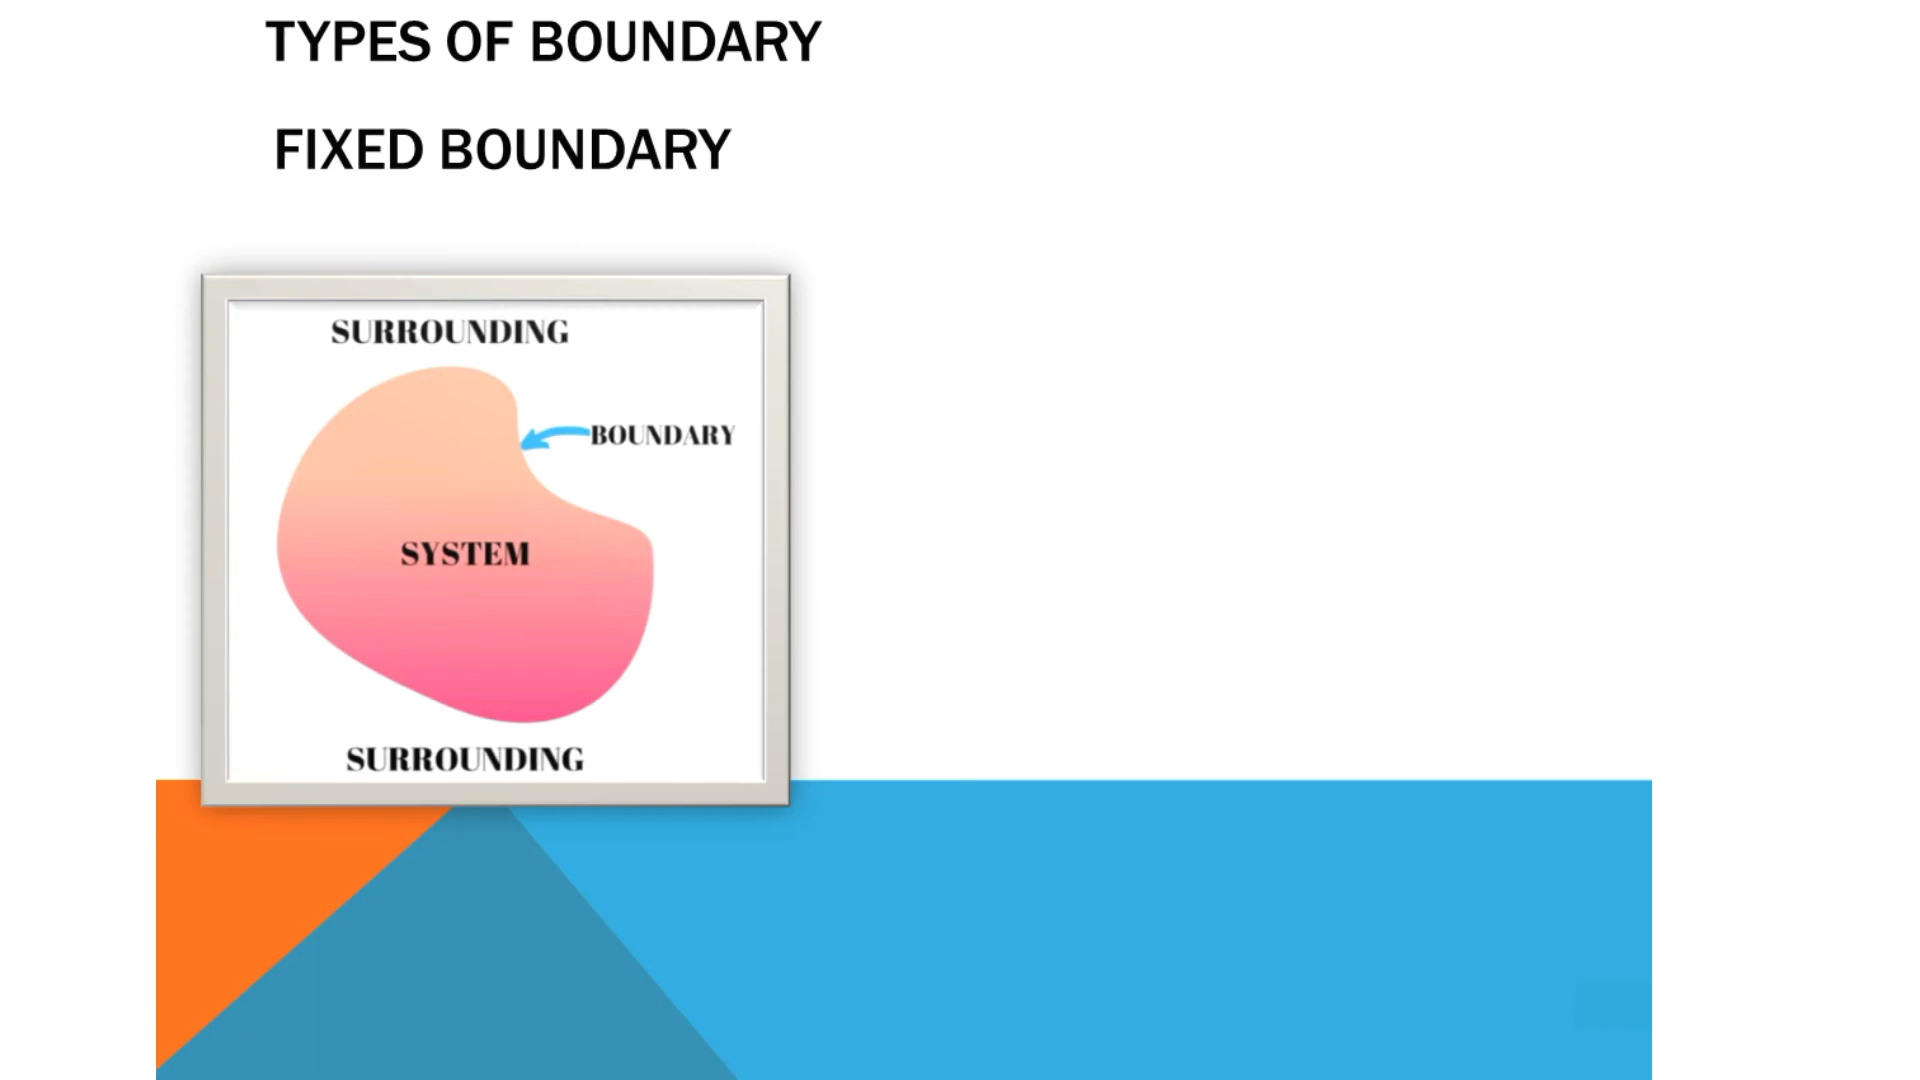 TYPES OF BOUNDARY
FIXED BOUNDARY
SURROUNDING
BOUNDARY
SYSTEM
SURROUNDING